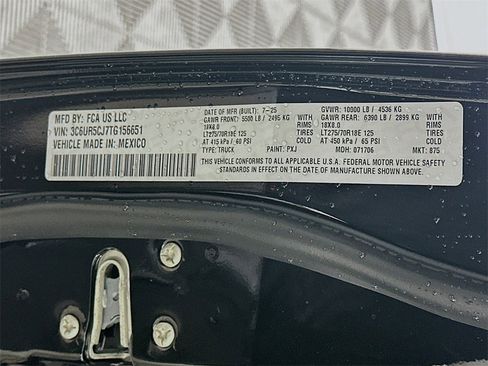 MFD BY: FCA US LLC
VIN: 3C6UR5CJ7TG156651
VEHICLE MADE IN: MEXICO
DATE OF MFR (BUILT): 7-25
GAWR FRONT: 5500 LB / 2495 KG
18X8.0
LT275/70R18E 125
AT 415 kPa / 60 PSI
TYPE: TRUCK
RIMS
TIRES
COLD
GVWR: 10000 LB / 4536 KG
GAWR REAR: 6390 LB / 2899 KG
18X8.0
LT275/70R18E 125
AT 450 kPa / 65 PSI
RIMS
TIRES
COLD
PAINT: PXJ
MDH: 071706
MKT: 875
THIS VEHICLE CONFORMS TO ALL APPLICABLE U.S.A. FEDERAL MOTOR VEHICLE SAFETY
STANDARDS IN EFFECT ON THE DATE OF MANUFACTURE SHOWN ABOVE.